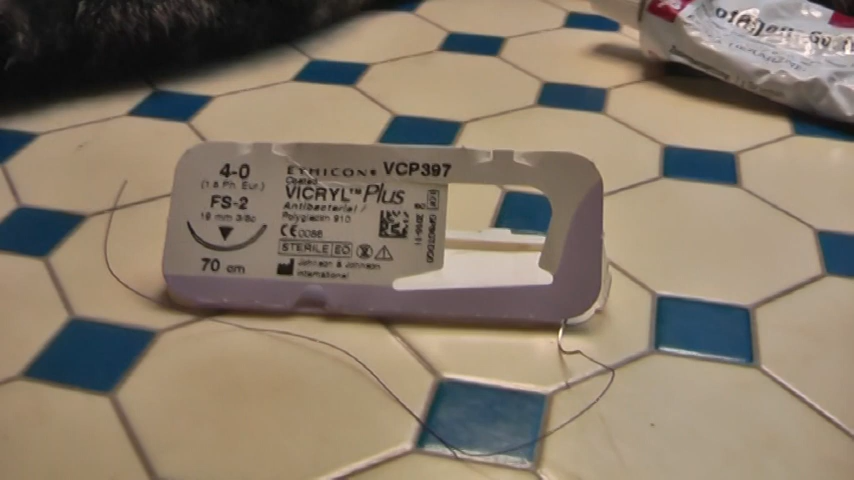 4-0
(1.5 Ph. Eur.)
FS-2
19 mm 3/8c
70 cm
ETHICON® VCP397
Coated
VICRYL™ Plus
Antibacterial /
Polyglactin 910
CE 0086
STERILE EO
Johnson & Johnson
International